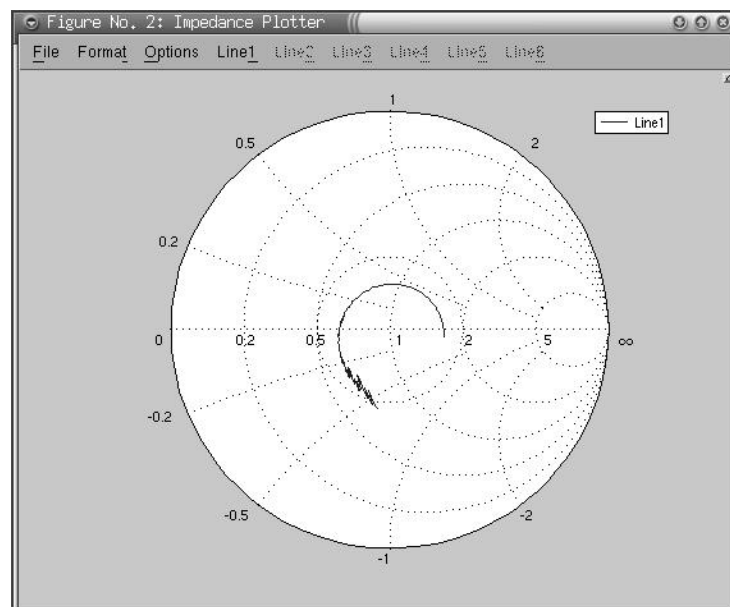 Figure No. 2: Impedance Plotter
File Format Options Line1 Line2 Line3 Line4 Line5 Line6
1
Line1
0.5 2
0.2
0 0.2 0.5 1 2 5 ∞
-0.2
-0.5 -2
-1